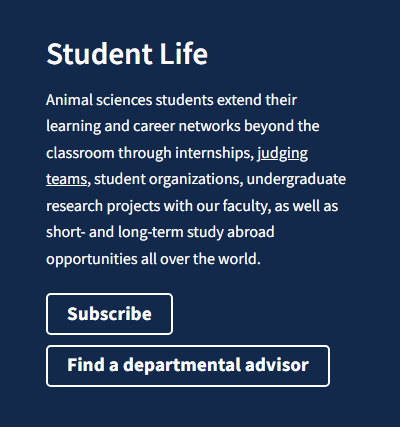 Student Life
Animal sciences students extend their
learning and career networks beyond the
classroom through internships, judging
teams, student organizations, undergraduate
research projects with our faculty, as well as
short- and long-term study abroad
opportunities all over the world.
Subscribe
Find a departmental advisor